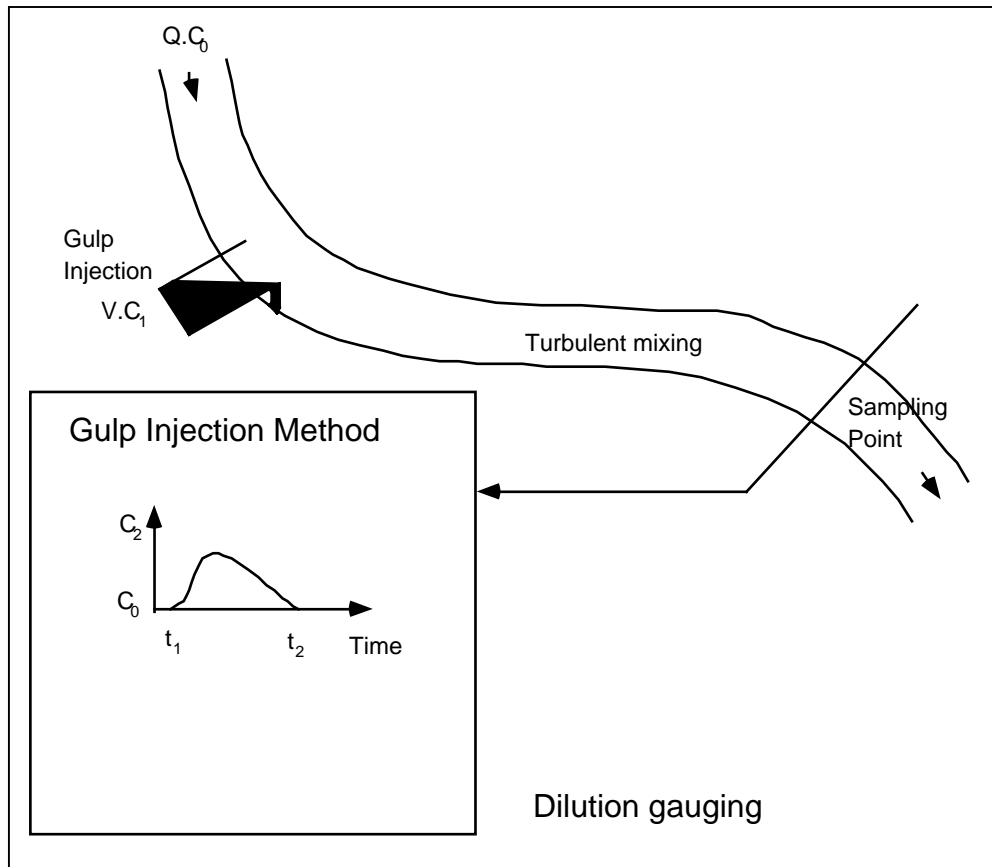 Q.C₀
Gulp
Injection
V.C₁
Turbulent mixing
Sampling
Point
Gulp Injection Method
C₂
C₀
t₁
t₂
Time
Dilution gauging